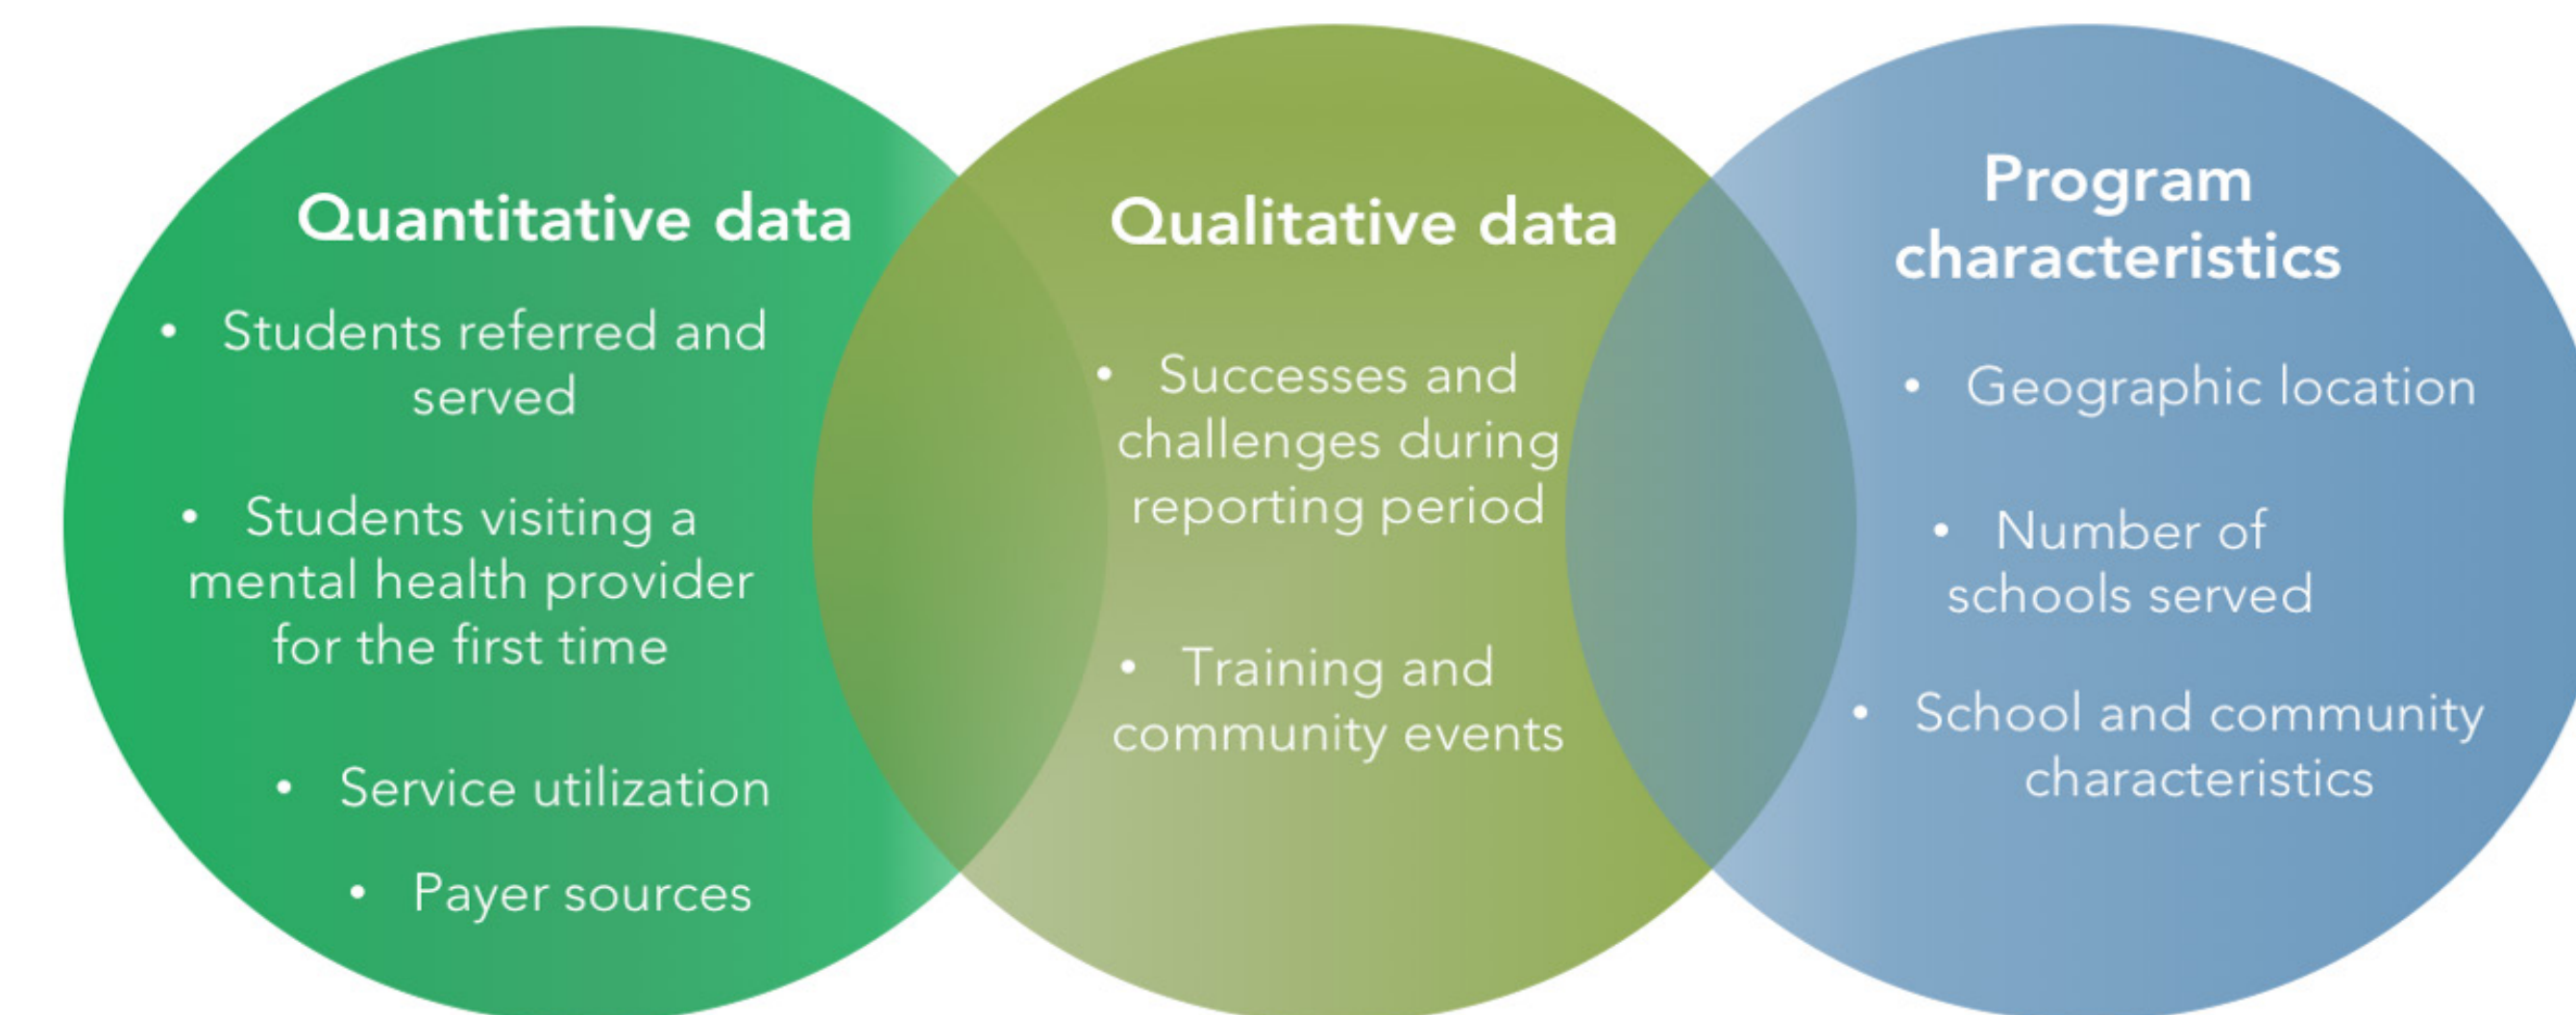 Quantitative data
• Students referred and
served
• Students visiting a
mental health provider
for the first time
• Service utilization
• Payer sources
Qualitative data
• Successes and
challenges during
reporting period
• Training and
community events
Program
characteristics
• Geographic location
• Number of
schools served
• School and community
characteristics